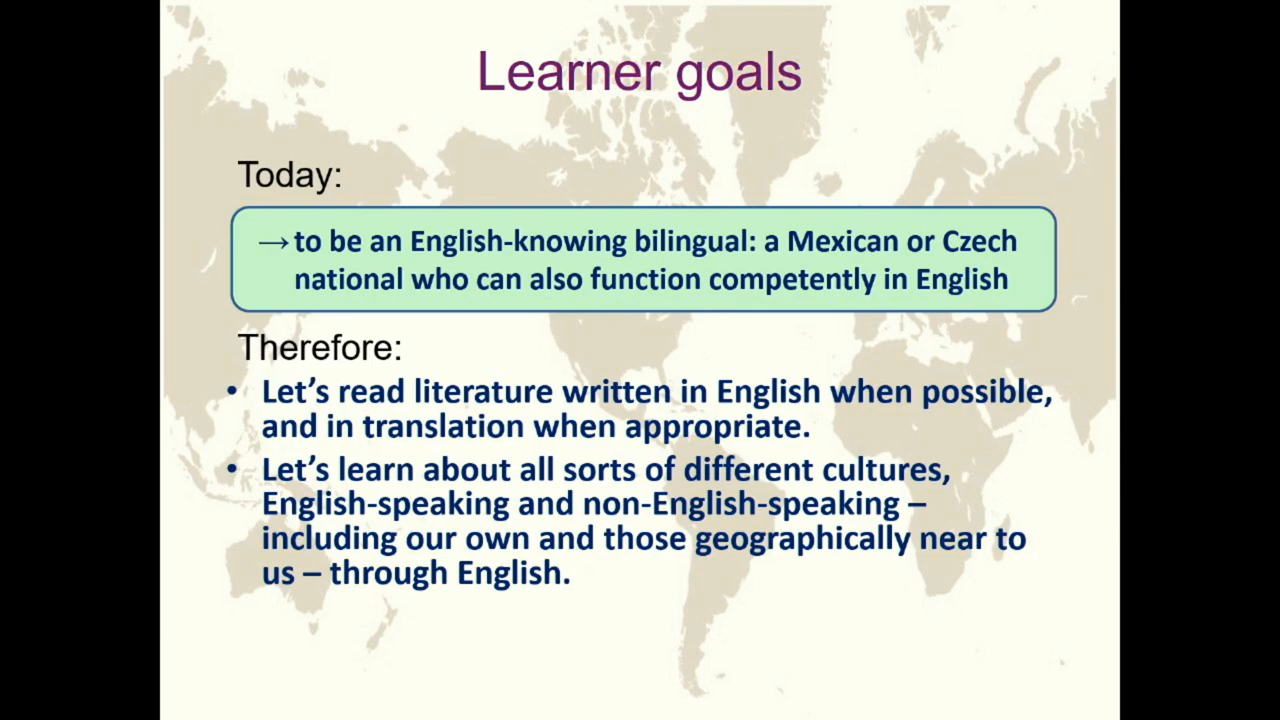 Learner goals
Today:
→ to be an English-knowing bilingual: a Mexican or Czech
national who can also function competently in English
Therefore:
• Let’s read literature written in English when possible,
and in translation when appropriate.
• Let’s learn about all sorts of different cultures,
English-speaking and non-English-speaking –
including our own and those geographically near to
us – through English.